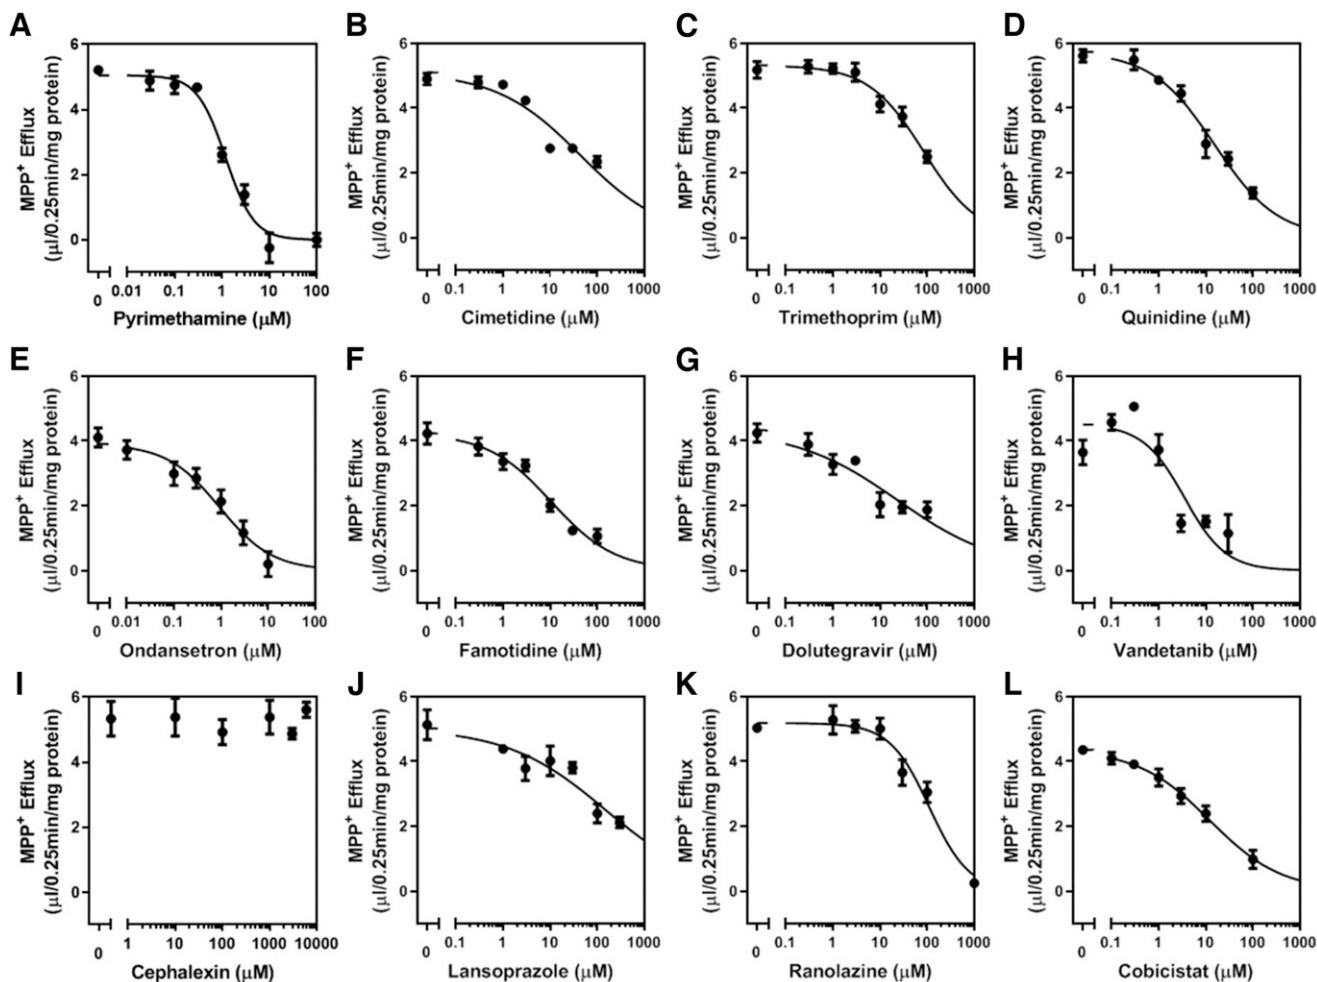 A
MPP+ Efflux
(μl/0.25min/mg protein)
6
4
2
0
0
0.01 0.1 1 10 100
Pyrimethamine (μM)
B
MPP+ Efflux
(μl/0.25min/mg protein)
6
4
2
0
0
0.1 1 10 100 1000
Cimetidine (μM)
C
MPP+ Efflux
(μl/0.25min/mg protein)
6
4
2
0
0
0.1 1 10 100 1000
Trimethoprim (μM)
D
MPP+ Efflux
(μl/0.25min/mg protein)
6
4
2
0
0
0.1 1 10 100 1000
Quinidine (μM)
E
MPP+ Efflux
(μl/0.25min/mg protein)
6
4
2
0
0
0.01 0.1 1 10 100
Ondansetron (μM)
F
MPP+ Efflux
(μl/0.25min/mg protein)
6
4
2
0
0
0.1 1 10 100 1000
Famotidine (μM)
G
MPP+ Efflux
(μl/0.25min/mg protein)
6
4
2
0
0
0.1 1 10 100 1000
Dolutegravir (μM)
H
MPP+ Efflux
(μl/0.25min/mg protein)
6
4
2
0
0
0.1 1 10 100 1000
Vandetanib (μM)
I
MPP+ Efflux
(μl/0.25min/mg protein)
6
4
2
0
0
1 10 100 1000 10000
Cephalexin (μM)
J
MPP+ Efflux
(μl/0.25min/mg protein)
6
4
2
0
0
0.1 1 10 100 1000
Lansoprazole (μM)
K
MPP+ Efflux
(μl/0.25min/mg protein)
6
4
2
0
0
0.1 1 10 100 1000
Ranolazine (μM)
L
MPP+ Efflux
(μl/0.25min/mg protein)
6
4
2
0
0
0.1 1 10 100 1000
Cobicistat (μM)